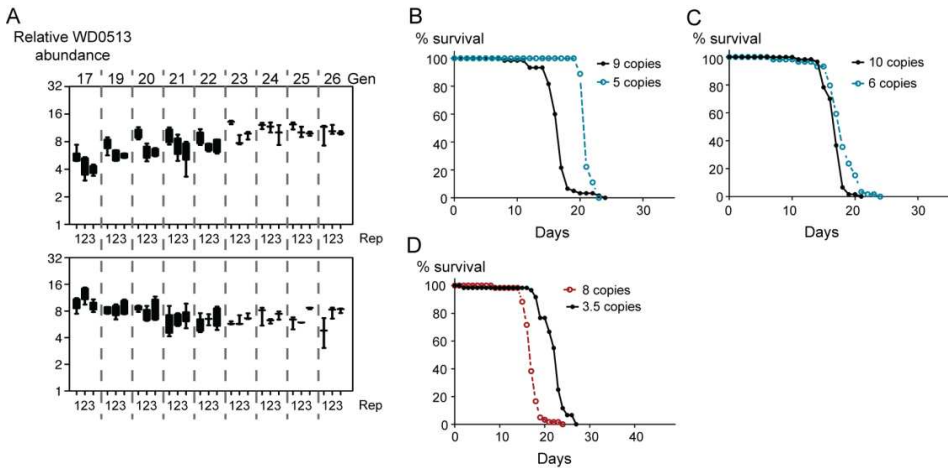 A
Relative WD0513
abundance
17 19 20 21 22 23 24 25 26 Gen
32
16
8
4
2
1
123 123 123 123 123 123 123 123 123 Rep
32
16
8
4
2
1
123 123 123 123 123 123 123 123 123 Rep
B
% survival
100
80
60
40
20
0
0 10 20 30
Days
9 copies
5 copies
C
% survival
100
80
60
40
20
0
0 10 20 30
Days
10 copies
6 copies
D
% survival
100
80
60
40
20
0
0 20 40
Days
8 copies
3.5 copies